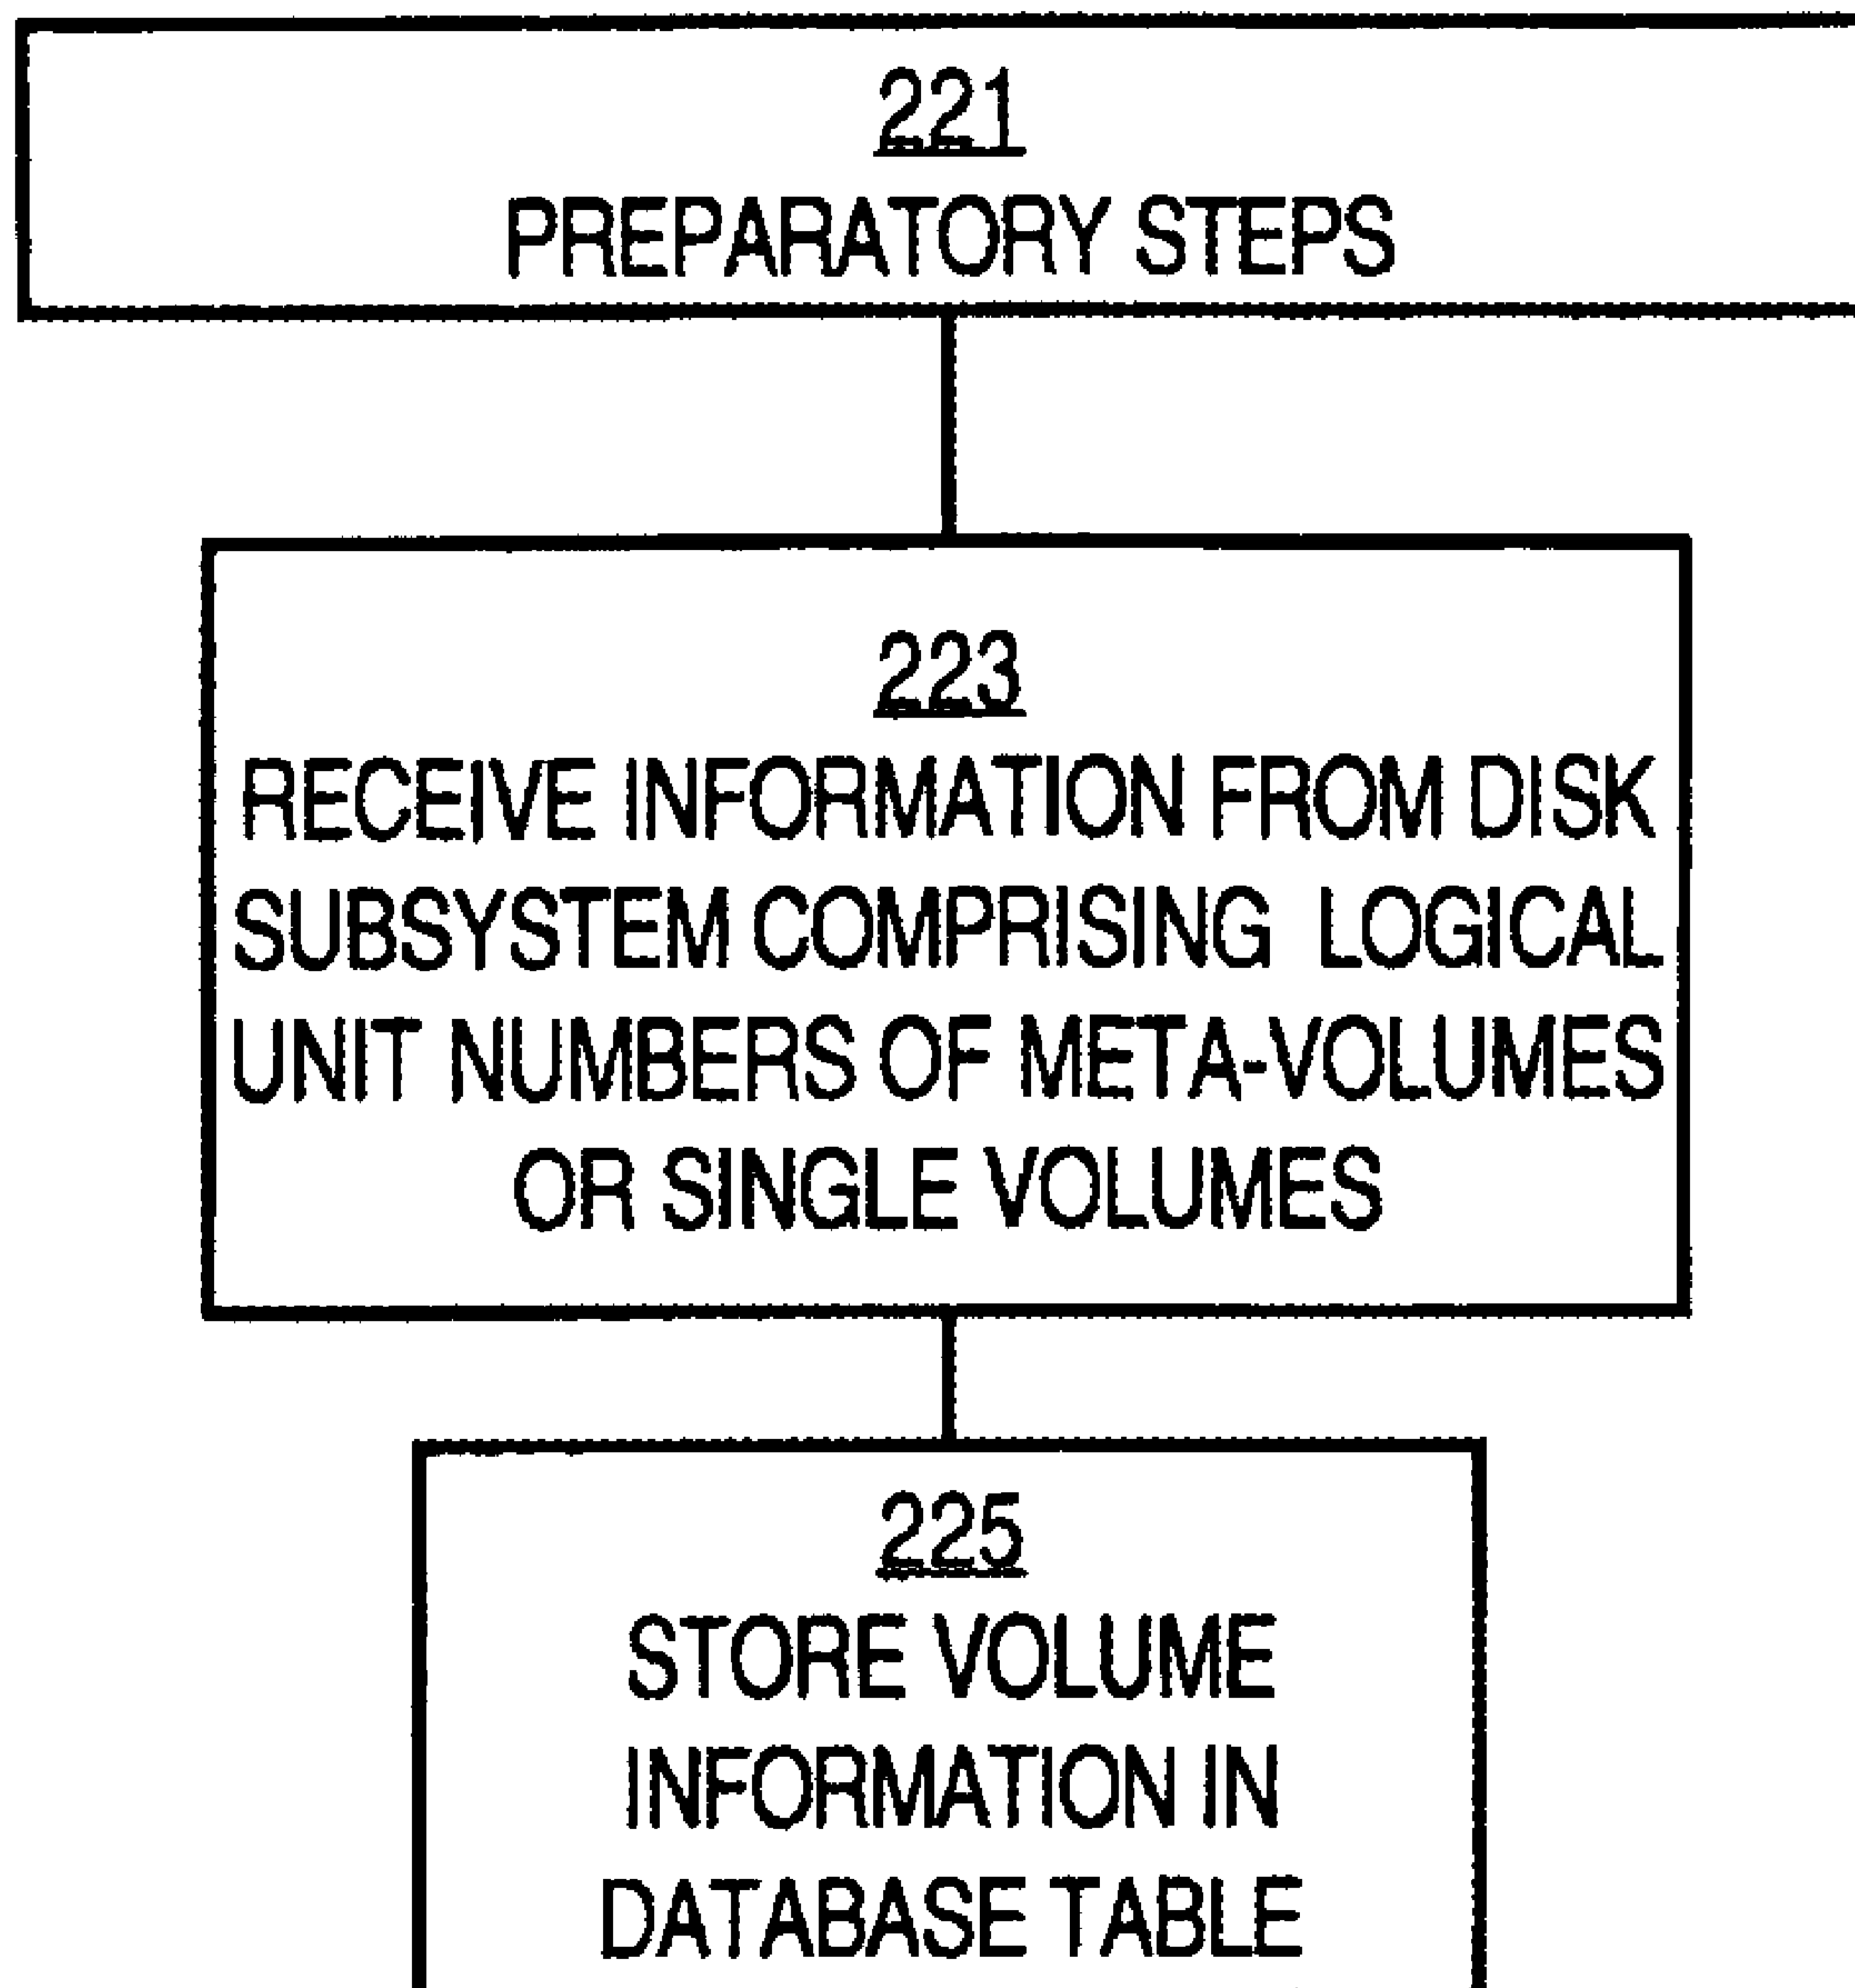 221
PREPARATORY STEPS
223
RECEIVE INFORMATION FROM DISK
SUBSYSTEM COMPRISING LOGICAL
UNIT NUMBERS OF META-VOLUMES
OR SINGLE VOLUMES
225
STORE VOLUME
INFORMATION IN
DATABASE TABLE